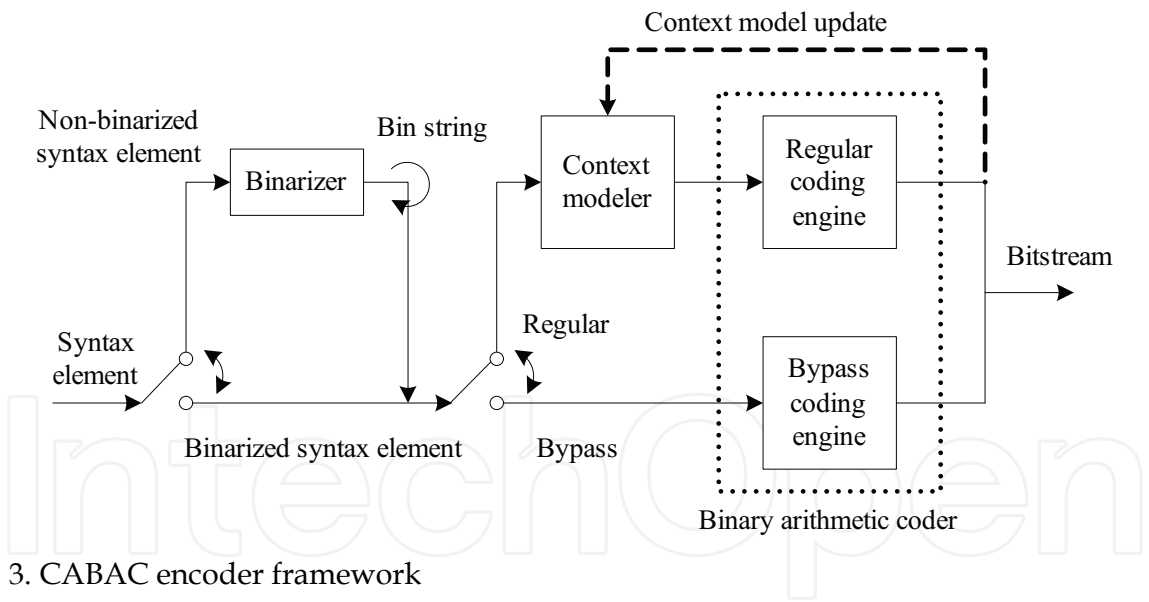 Context model update
Non-binarized
syntax element
Bin string
Binarizer
Context
modeler
Regular
coding
engine
Bitstream
Syntax
element
Regular
Bypass
coding
engine
Binarized syntax element
Bypass
Binary arithmetic coder
IntechOpen
3. CABAC encoder framework